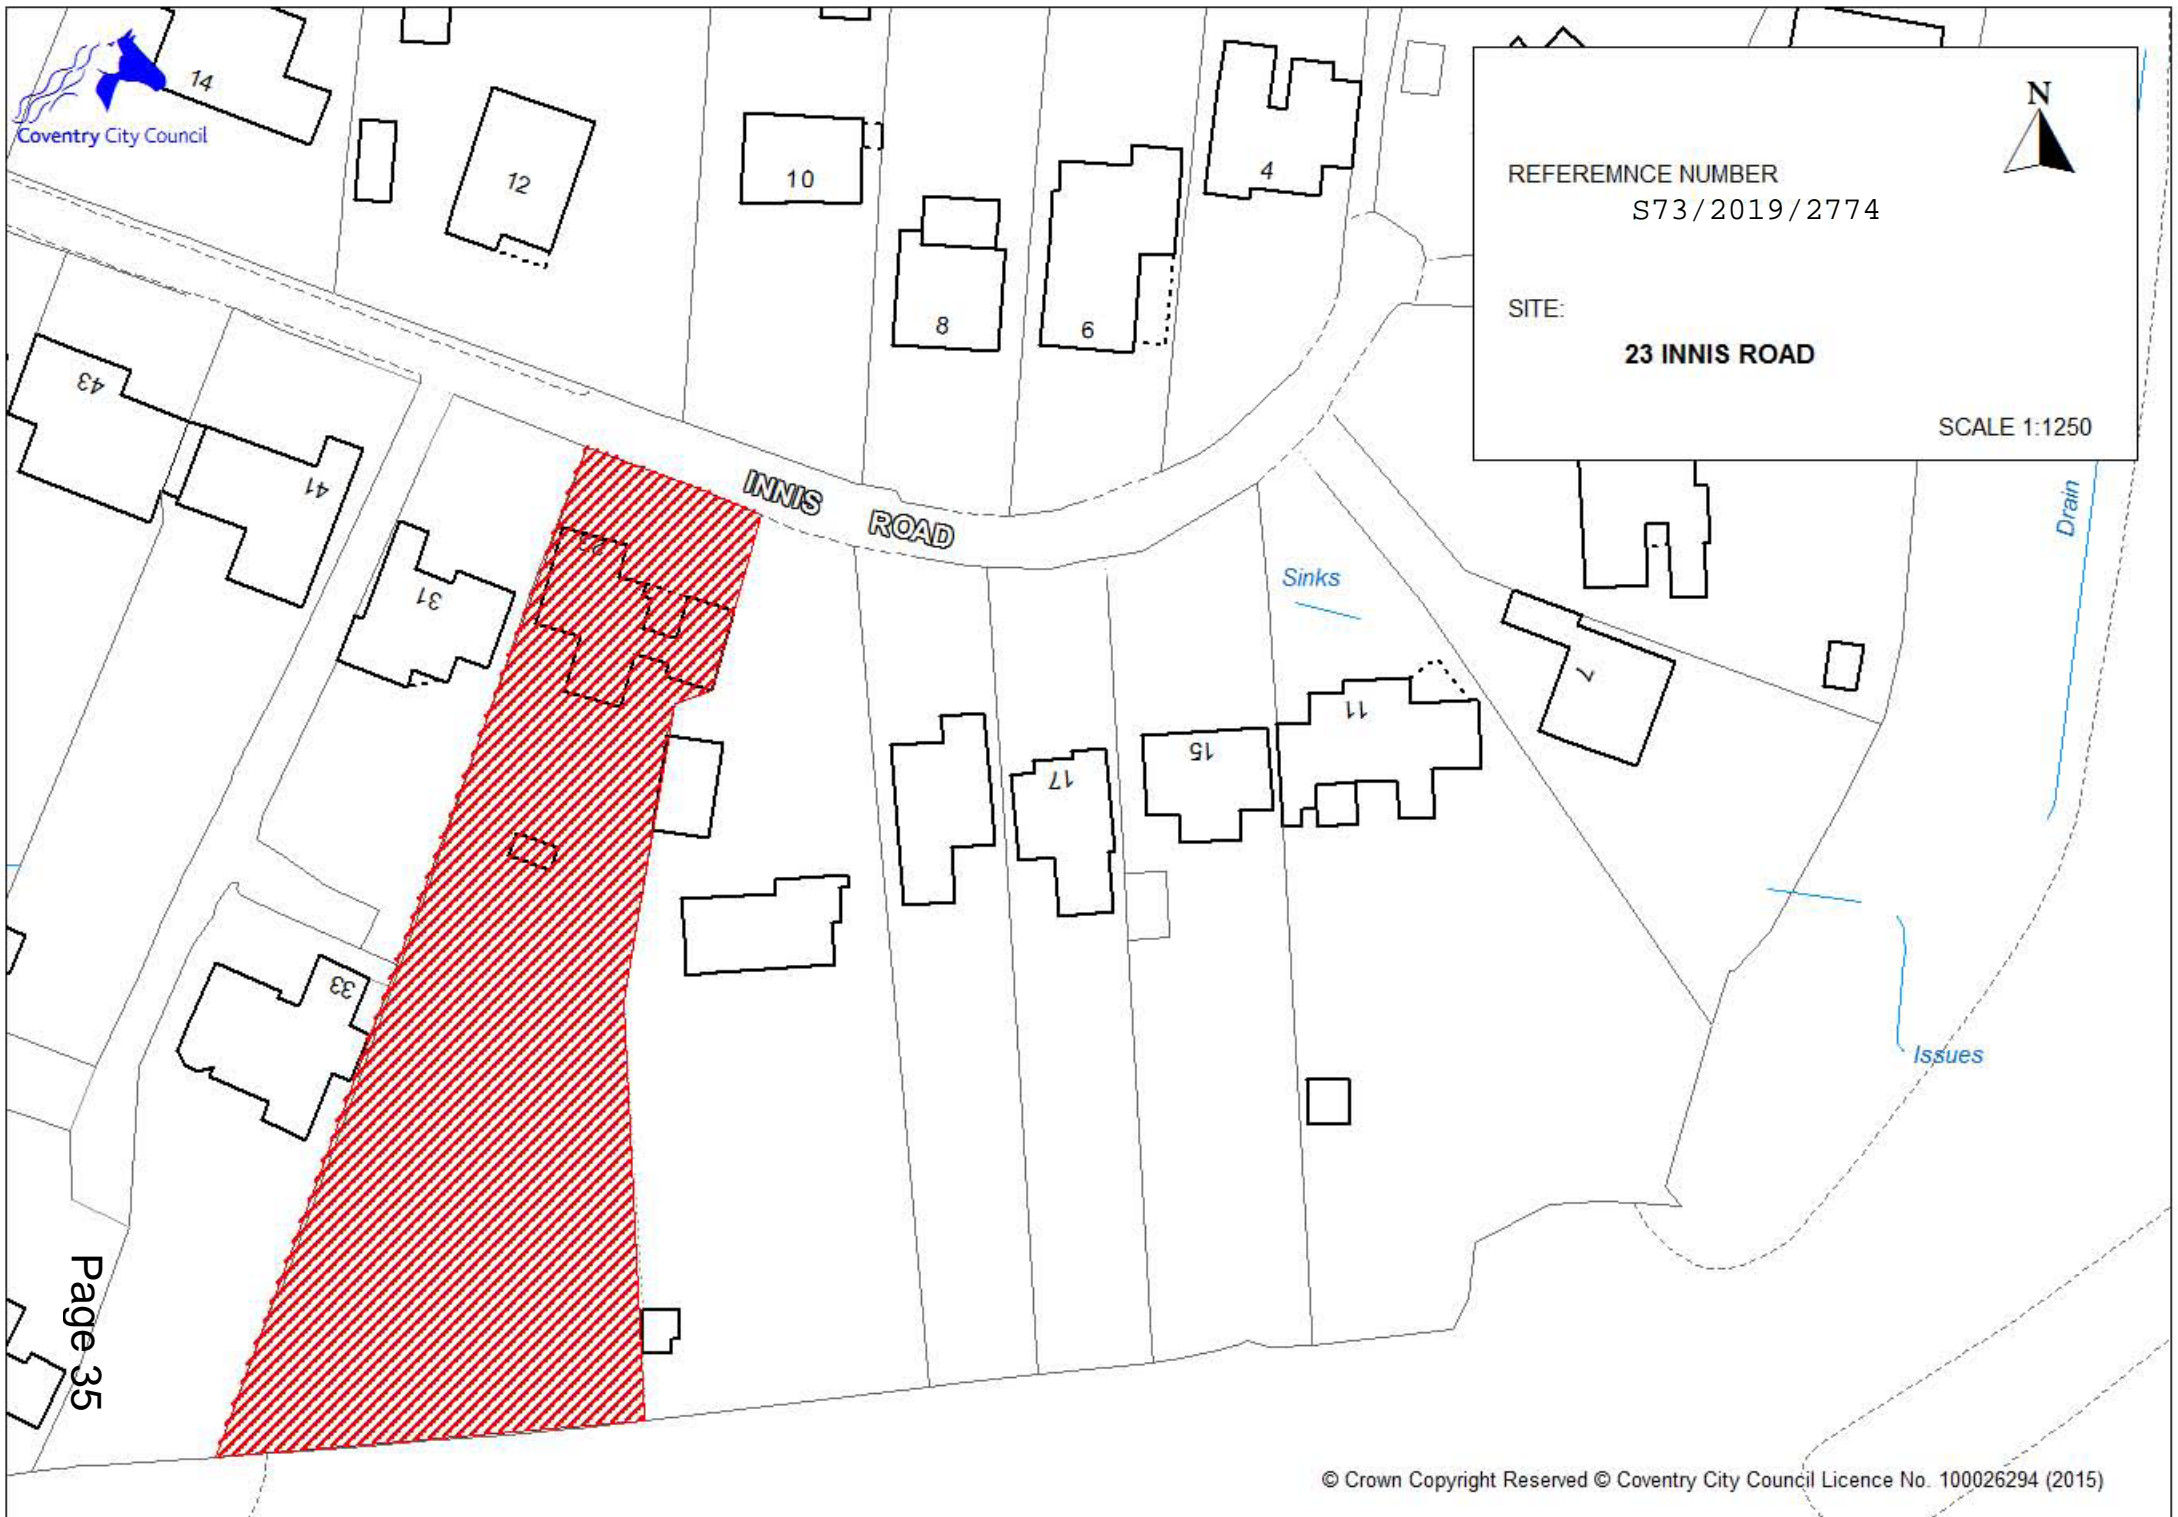 Coventry City Council
14
12
10
8
6
4
N
REFEREMNCE NUMBER
S73/2019/2774
SITE:
23 INNIS ROAD
SCALE 1:1250
43
41
31
23
INNIS ROAD
Drain
Sinks
7
11
15
17
33
Issues
Page 35
© Crown Copyright Reserved © Coventry City Council Licence No. 100026294 (2015)